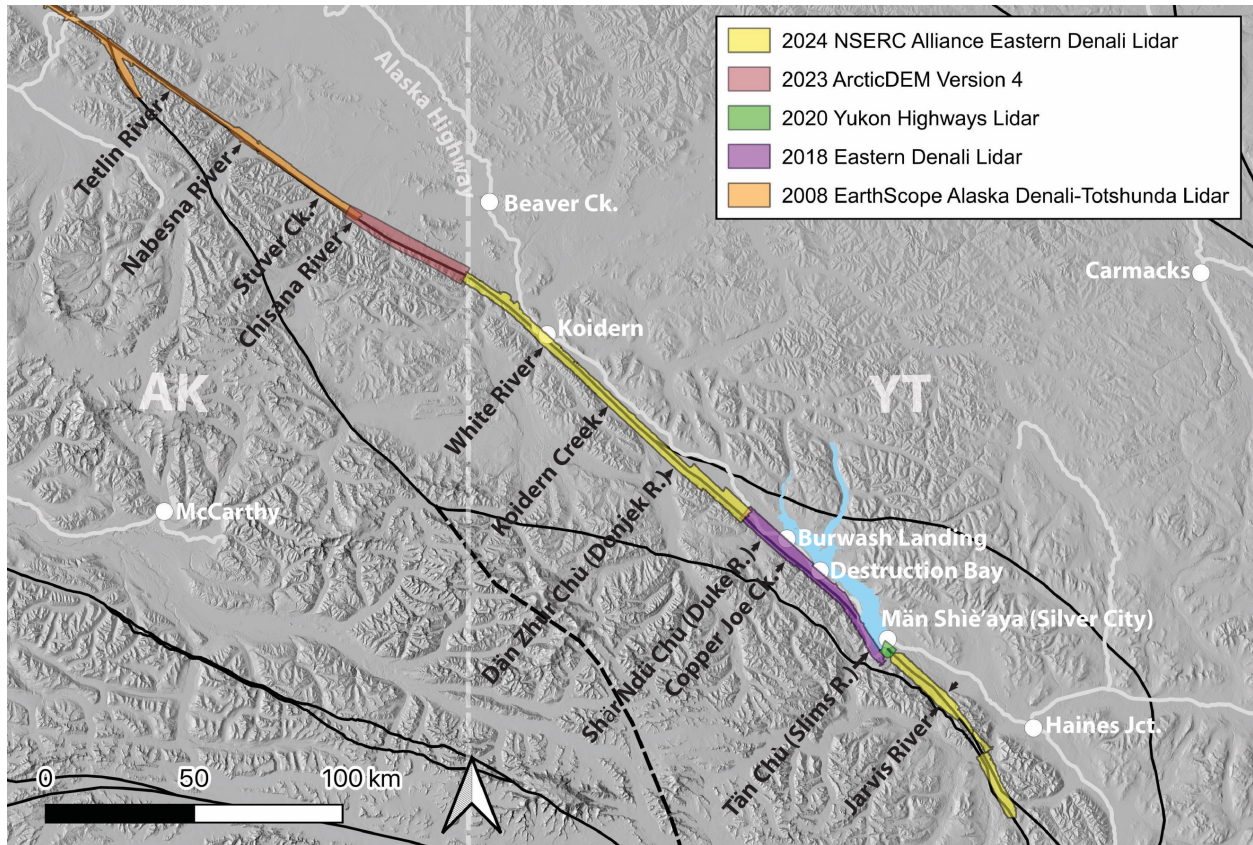 2024 NSERC Alliance Eastern Denali Lidar
2023 ArcticDEM Version 4
2020 Yukon Highways Lidar
2018 Eastern Denali Lidar
2008 EarthScope Alaska Denali-Totshunda Lidar
Alaska Highway
Tetlin River
Nabesna River
Stuver Ck.
Chisana River
Beaver Ck.
Carmacks
Koidern
AK
YT
White River
Koidern Creek
McCarthy
Dän Zhür Chù (Donjek R.)
Burwash Landing
Destruction Bay
Shär Ndü Chù (Duke R.)
Copper Joe Ck.
Män Shìē’aya (Silver City)
Tän Chù (Slims R.)
Jarvis River
Haines Jct.
0 50 100 km